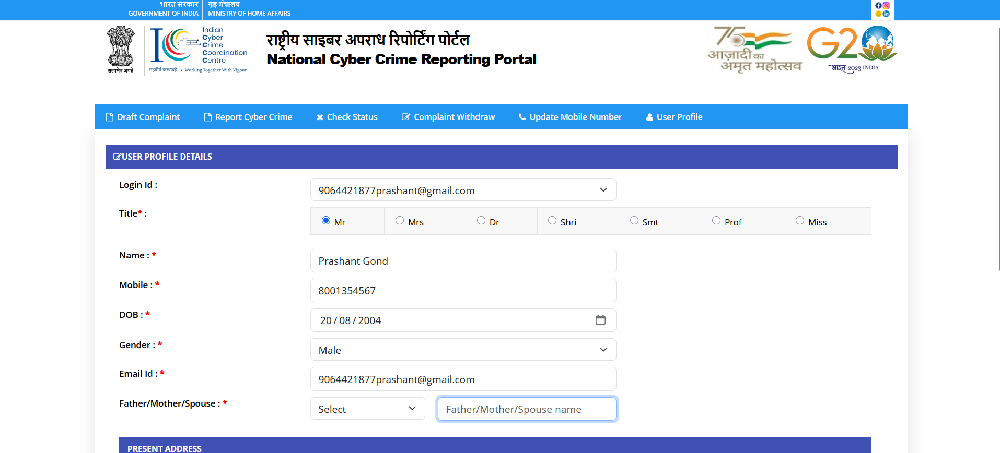 भारत सरकार
GOVERNMENT OF INDIA
गृह मंत्रालय
MINISTRY OF HOME AFFAIRS
सत्यमेव जयते
Indian
Cyber
Crime
Coordination
Centre
सहवीर्यं करवावहै • Working Together With Vigour
राष्ट्रीय साइबर अपराध रिपोर्टिंग पोर्टल
National Cyber Crime Reporting Portal
75
आज़ादी का
अमृत महोत्सव
G20
भारत 2023 INDIA
Draft Complaint
Report Cyber Crime
Check Status
Complaint Withdraw
Update Mobile Number
User Profile
USER PROFILE DETAILS
Login Id :
9064421877prashant@gmail.com
Title* :
Mr Mrs Dr Shri Smt Prof Miss
Name : *
Prashant Gond
Mobile : *
8001354567
DOB : *
20/08/2004
Gender : *
Male
Email Id : *
9064421877prashant@gmail.com
Father/Mother/Spouse : *
Select
Father/Mother/Spouse name
PRESENT ADDRESS